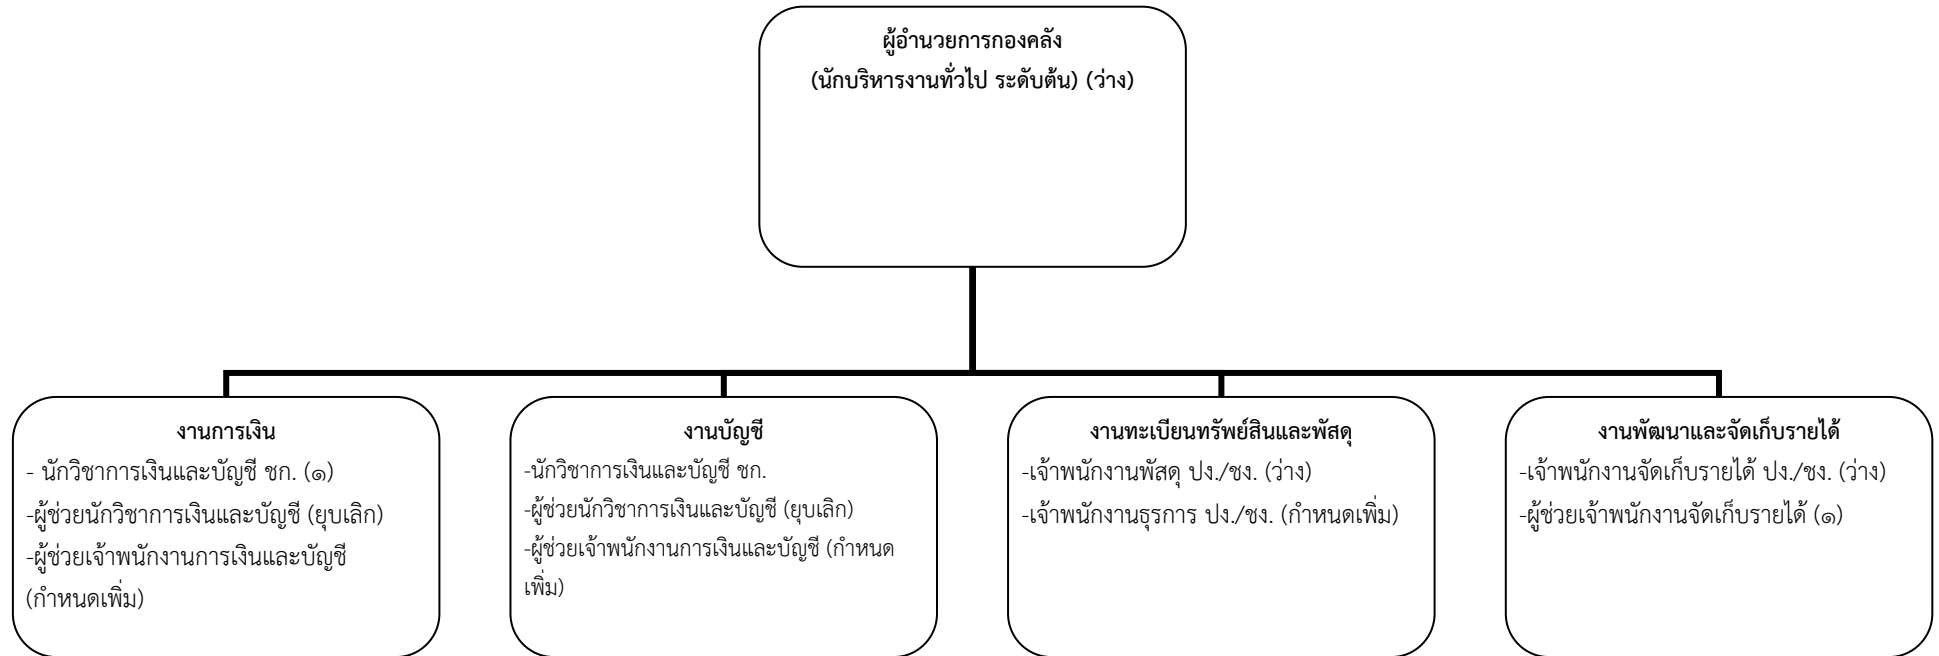 ผู้อำนวยการกองคลัง
(นักบริหารงานทั่วไป ระดับต้น) (ว่าง)
งานการเงิน
- นักวิชาการเงินและบัญชี ชก. (๑)
-ผู้ช่วยนักวิชาการเงินและบัญชี (ยุบเลิก)
-ผู้ช่วยเจ้าพนักงานการเงินและบัญชี
(กำหนดเพิ่ม)
งานบัญชี
-นักวิชาการเงินและบัญชี ชก.
-ผู้ช่วยนักวิชาการเงินและบัญชี (ยุบเลิก)
-ผู้ช่วยเจ้าพนักงานการเงินและบัญชี (กำหนด
เพิ่ม)
งานทะเบียนทรัพย์สินและพัสดุ
-เจ้าพนักงานพัสดุ ปง./ชง. (ว่าง)
-เจ้าพนักงานธุรการ ปง./ชง. (กำหนดเพิ่ม)
งานพัฒนาและจัดเก็บรายได้
-เจ้าพนักงานจัดเก็บรายได้ ปง./ชง. (ว่าง)
-ผู้ช่วยเจ้าพนักงานจัดเก็บรายได้ (๑)